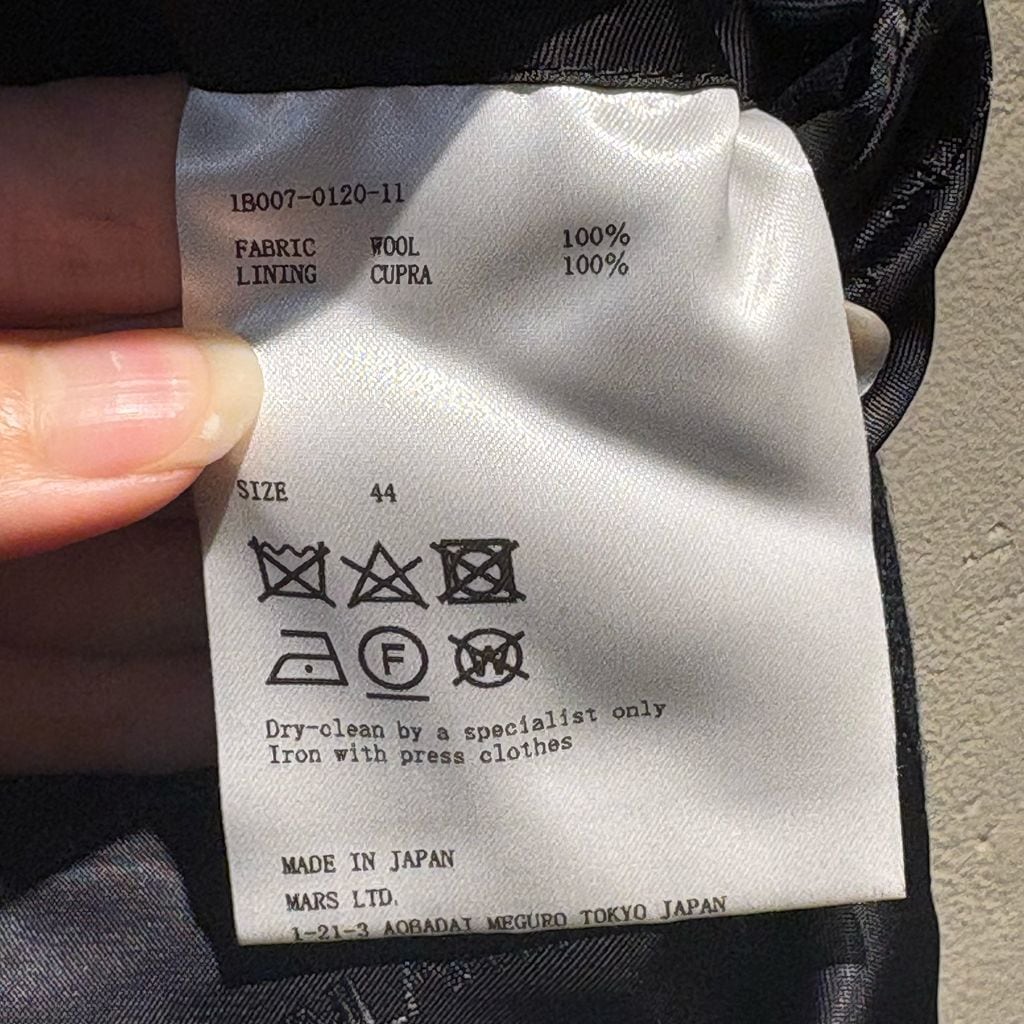 1B007-0120-11
FABRIC WOOL 100%
LINING CUPRA 100%
SIZE 44
F W
Dry-clean by a specialist only
Iron with press clothes
MADE IN JAPAN
MARS LTD.
1-21-3 AOBADAI MEGURO TOKYO JAPAN